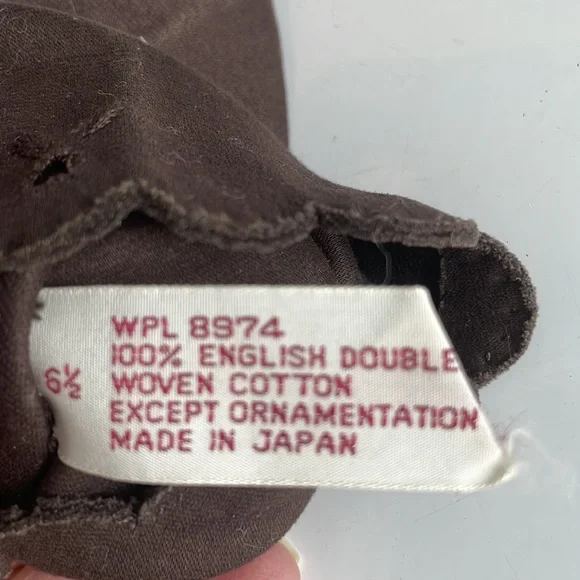 WPL 8974
100% ENGLISH DOUBLE
6½ WOVEN COTTON
EXCEPT ORNAMENTATION
MADE IN JAPAN